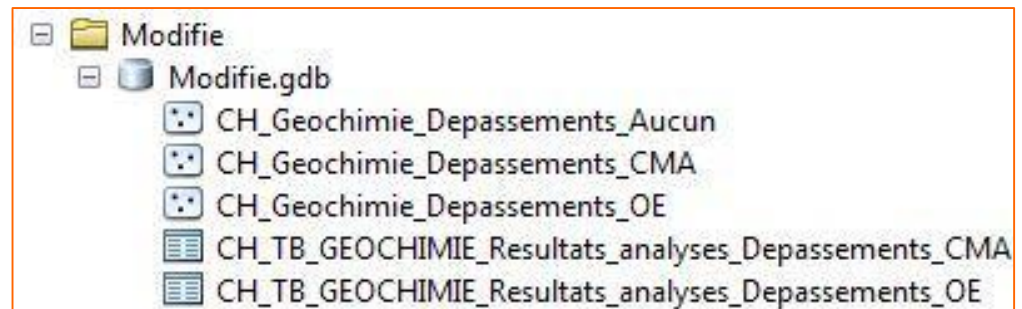 Modifie
Modifie.gdb
CH_Geochimie_Depassements_Aucun
CH_Geochimie_Depassements_CMA
CH_Geochimie_Depassements_OE
CH_TB_GEOCHIMIE_Resultats_analyses_Depassements_CMA
CH_TB_GEOCHIMIE_Resultats_analyses_Depassements_OE